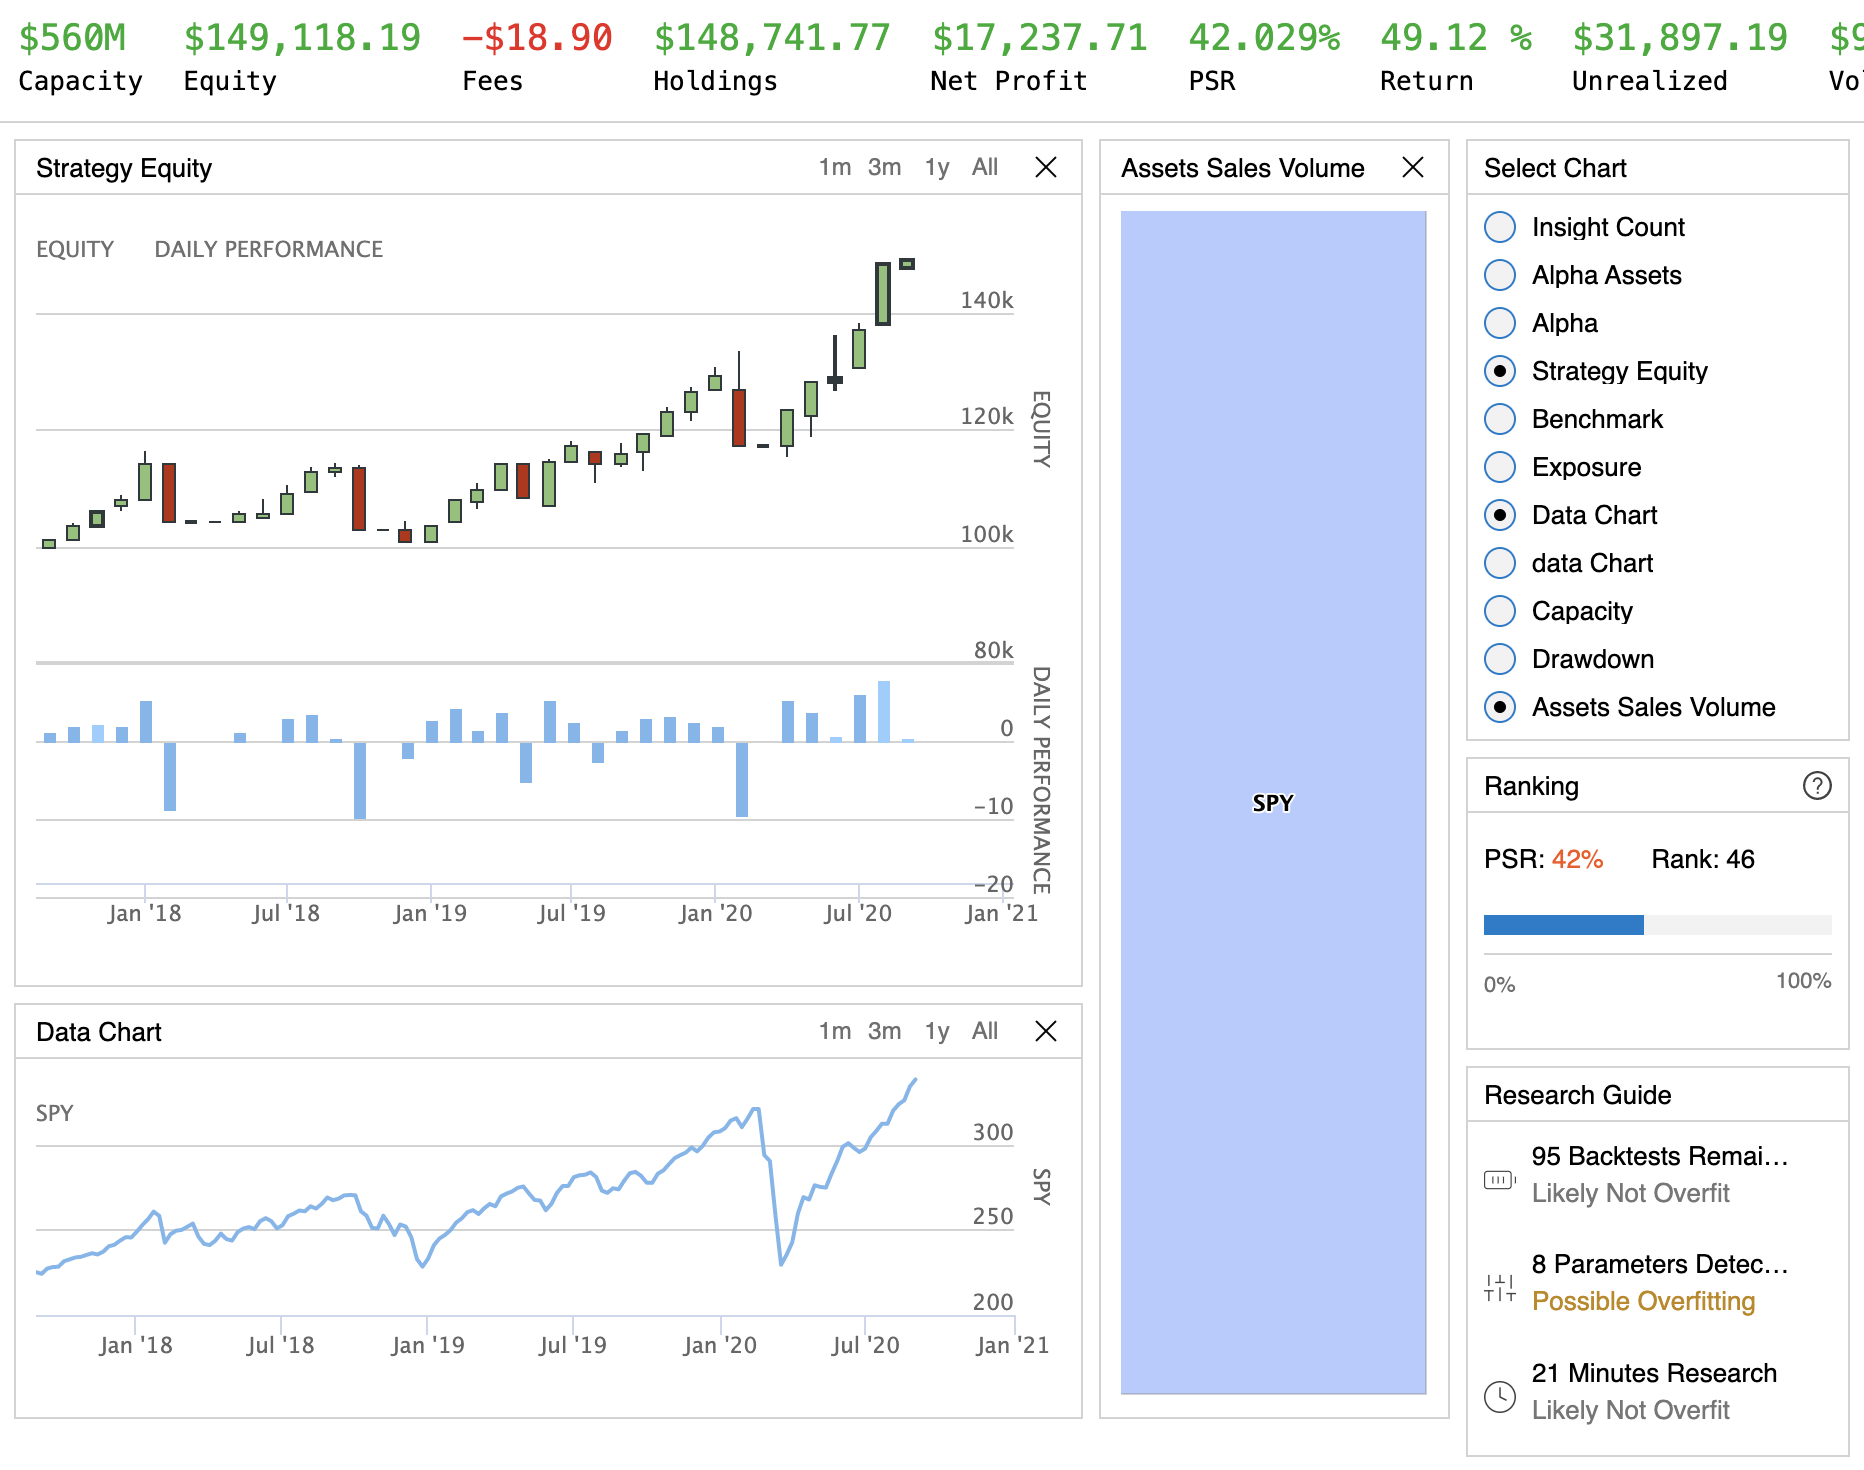 $560M $149,118.19 -$18.90 $148,741.77 $17,237.71 42.029% 49.12 % $31,897.19 $9
Capacity Equity Fees Holdings Net Profit PSR Return Unrealized Vo
Strategy Equity 1m 3m 1y All
EQUITY DAILY PERFORMANCE
140k
120k
100k
80k
EQUITY
0
-10
-20
DAILY PERFORMANCE
Jan '18 Jul '18 Jan '19 Jul '19 Jan '20 Jul '20 Jan '21
Data Chart 1m 3m 1y All
SPY
300
250
200
SPY
Jan '18 Jul '18 Jan '19 Jul '19 Jan '20 Jul '20 Jan '21
Assets Sales Volume
SPY
Select Chart
Insight Count
Alpha Assets
Alpha
Strategy Equity
Benchmark
Exposure
Data Chart
data Chart
Capacity
Drawdown
Assets Sales Volume
Ranking ?
PSR: 42% Rank: 46
0% 100%
Research Guide
95 Backtests Remai...
Likely Not Overfit
8 Parameters Detec...
Possible Overfitting
21 Minutes Research
Likely Not Overfit